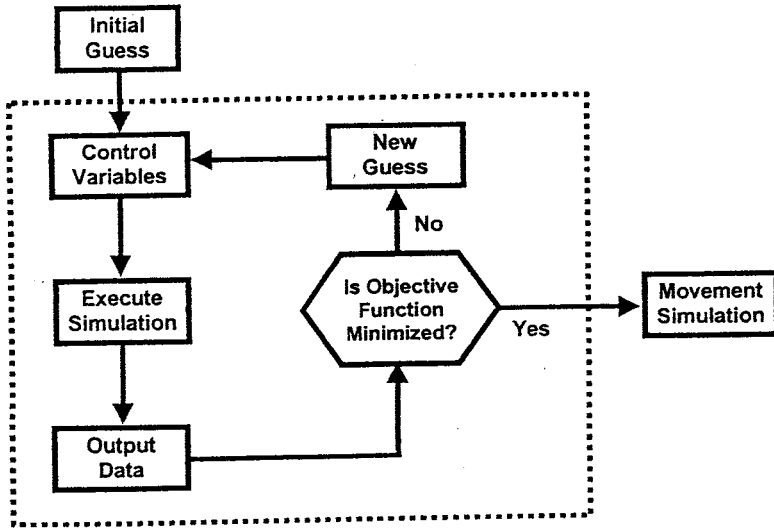 Initial
Guess
Control
Variables
New
Guess
No
Execute
Simulation
Is Objective
Function
Minimized?
Yes
Movement
Simulation
Output
Data